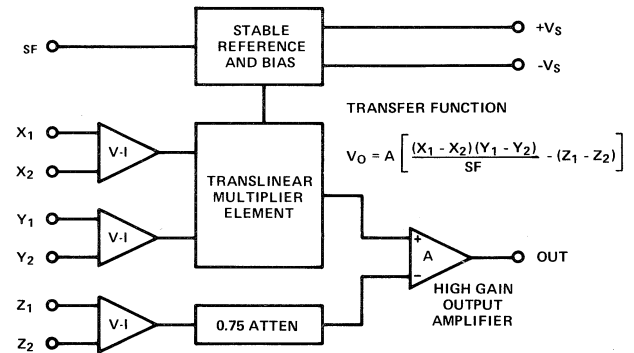 SF
STABLE
REFERENCE
AND BIAS
+VS
-VS
TRANSFER FUNCTION
VO = A [ (X1 - X2) (Y1 - Y2) / SF - (Z1 - Z2) ]
X1
X2
V-I
TRANSLINEAR
MULTIPLIER
ELEMENT
Y1
Y2
V-I
+
-
A
OUT
HIGH GAIN
OUTPUT
AMPLIFIER
Z1
Z2
V-I
0.75 ATTEN